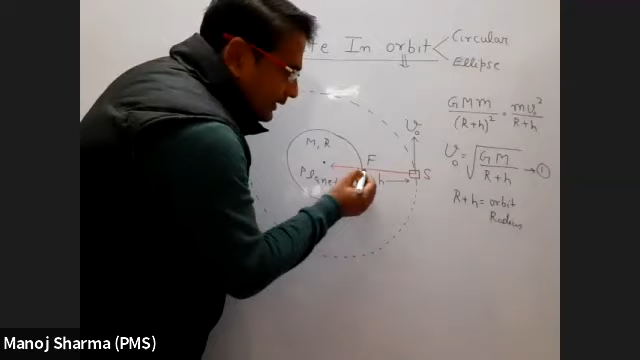 te In orbit
Circular
Ellipse
GMm / (R+h)² = mv₀² / R+h
V₀ = √(GM / R+h) → ①
R+h = orbit
Radius
V₀
M, R
F
Planet
h
S
Manoj Sharma (PMS)